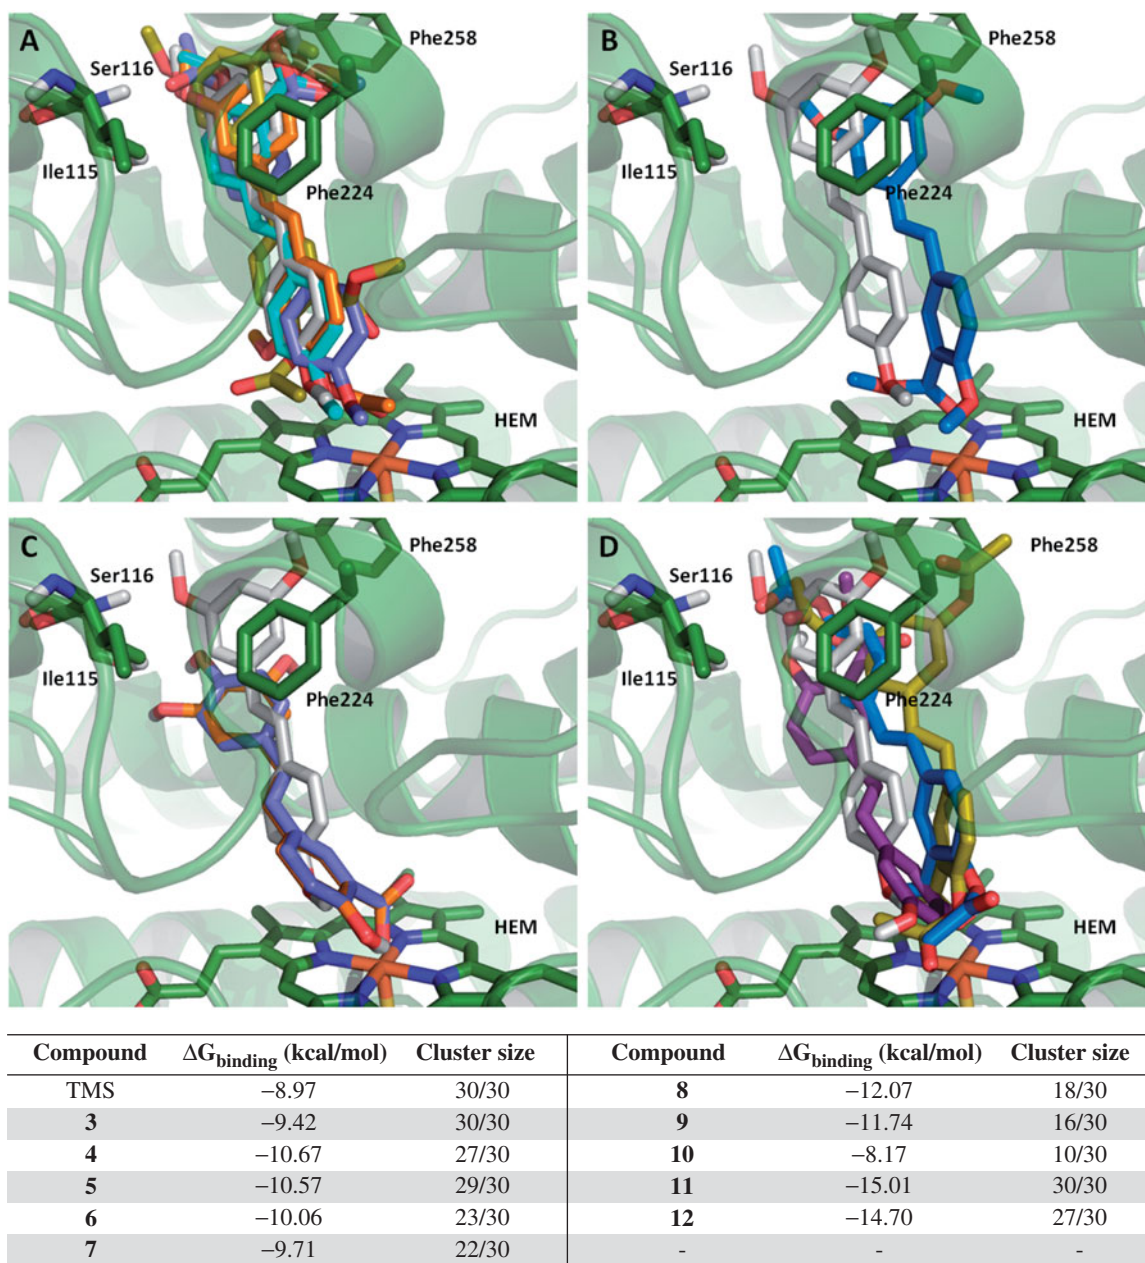 A
Phe258
Ser116
Ile115
Phe224
HEM
B
Phe258
Ser116
Ile115
Phe224
HEM
C
Phe258
Ser116
Ile115
Phe224
HEM
D
Phe258
Ser116
Ile115
Phe224
HEM
Compound ΔGbinding (kcal/mol) Cluster size Compound ΔGbinding (kcal/mol) Cluster size
TMS −8.97 30/30 8 −12.07 18/30
3 −9.42 30/30 9 −11.74 16/30
4 −10.67 27/30 10 −8.17 10/30
5 −10.57 29/30 11 −15.01 30/30
6 −10.06 23/30 12 −14.70 27/30
7 −9.71 22/30 - - -